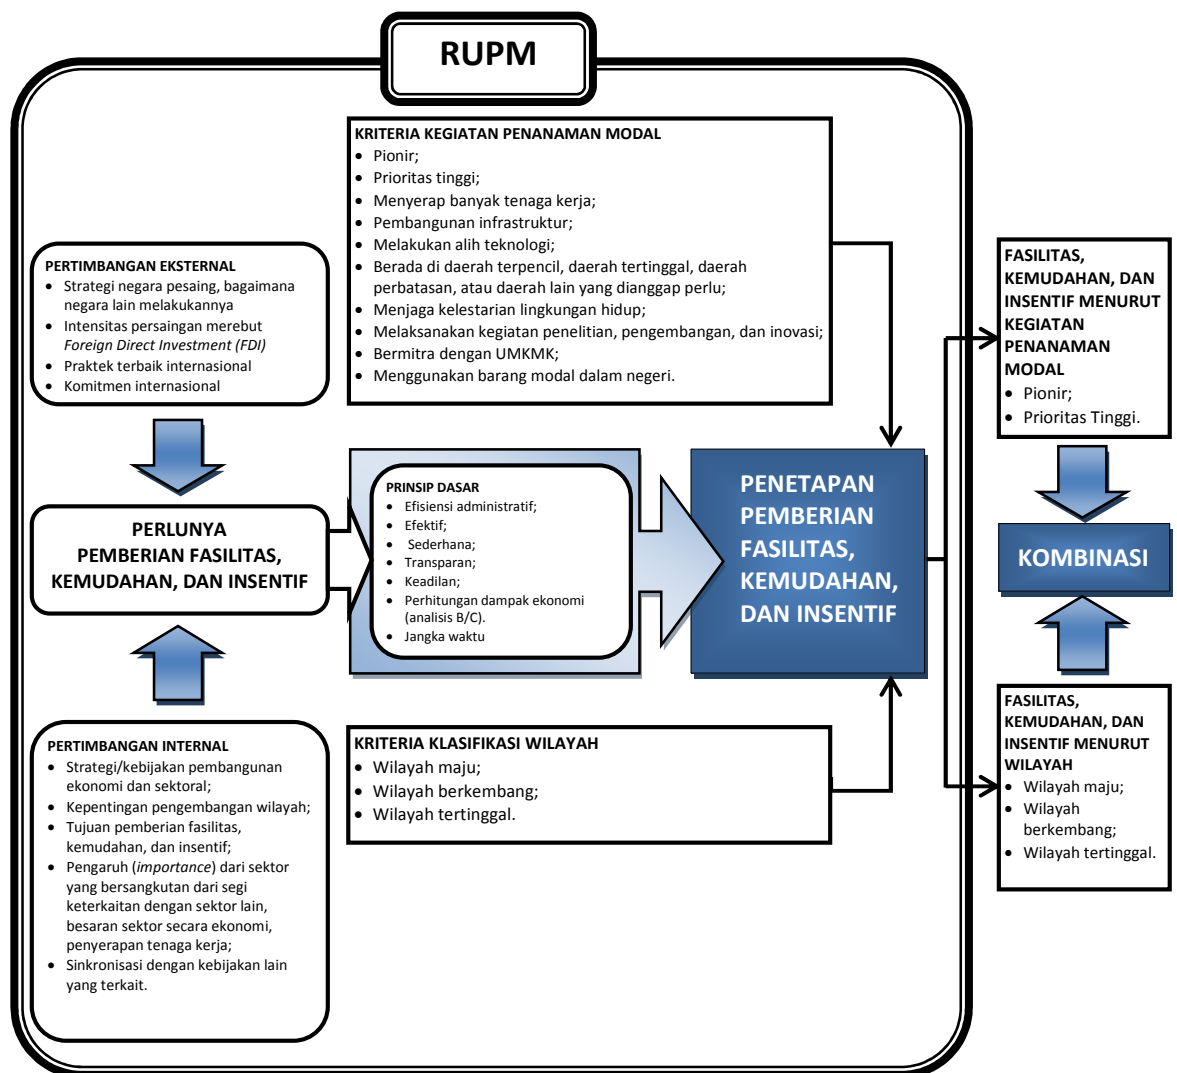 RUPM
KRITERIA KEGIATAN PENANAMAN MODAL
• Pionir;
• Prioritas tinggi;
• Menyerap banyak tenaga kerja;
• Pembangunan infrastruktur;
• Melakukan alih teknologi;
• Berada di daerah terpencil, daerah tertinggal, daerah
perbatasan, atau daerah lain yang dianggap perlu;
• Menjaga kelestarian lingkungan hidup;
• Melaksanakan kegiatan penelitian, pengembangan, dan inovasi;
• Bermitra dengan UMKMK;
• Menggunakan barang modal dalam negeri.
PERTIMBANGAN EKSTERNAL
• Strategi negara pesaing, bagaimana
negara lain melakukannya
• Intensitas persaingan merebut
Foreign Direct Investment (FDI)
• Praktek terbaik internasional
• Komitmen internasional
PERLUNYA
PEMBERIAN FASILITAS,
KEMUDAHAN, DAN INSENTIF
PRINSIP DASAR
• Efisiensi administratif;
• Efektif;
• Sederhana;
• Transparan;
• Keadilan;
• Perhitungan dampak ekonomi
(analisis B/C).
• Jangka waktu
PENETAPAN
PEMBERIAN
FASILITAS,
KEMUDAHAN,
DAN INSENTIF
PERTIMBANGAN INTERNAL
• Strategi/kebijakan pembangunan
ekonomi dan sektoral;
• Kepentingan pengembangan wilayah;
• Tujuan pemberian fasilitas,
kemudahan, dan insentif;
• Pengaruh (importance) dari sektor
yang bersangkutan dari segi
keterkaitan dengan sektor lain,
besaran sektor secara ekonomi,
penyerapan tenaga kerja;
• Sinkronisasi dengan kebijakan lain
yang terkait.
KRITERIA KLASIFIKASI WILAYAH
• Wilayah maju;
• Wilayah berkembang;
• Wilayah tertinggal.
FASILITAS,
KEMUDAHAN, DAN
INSENTIF MENURUT
KEGIATAN
PENANAMAN
MODAL
• Pionir;
• Prioritas Tinggi.
KOMBINASI
FASILITAS,
KEMUDAHAN, DAN
INSENTIF MENURUT
WILAYAH
• Wilayah maju;
• Wilayah
berkembang;
• Wilayah tertinggal.